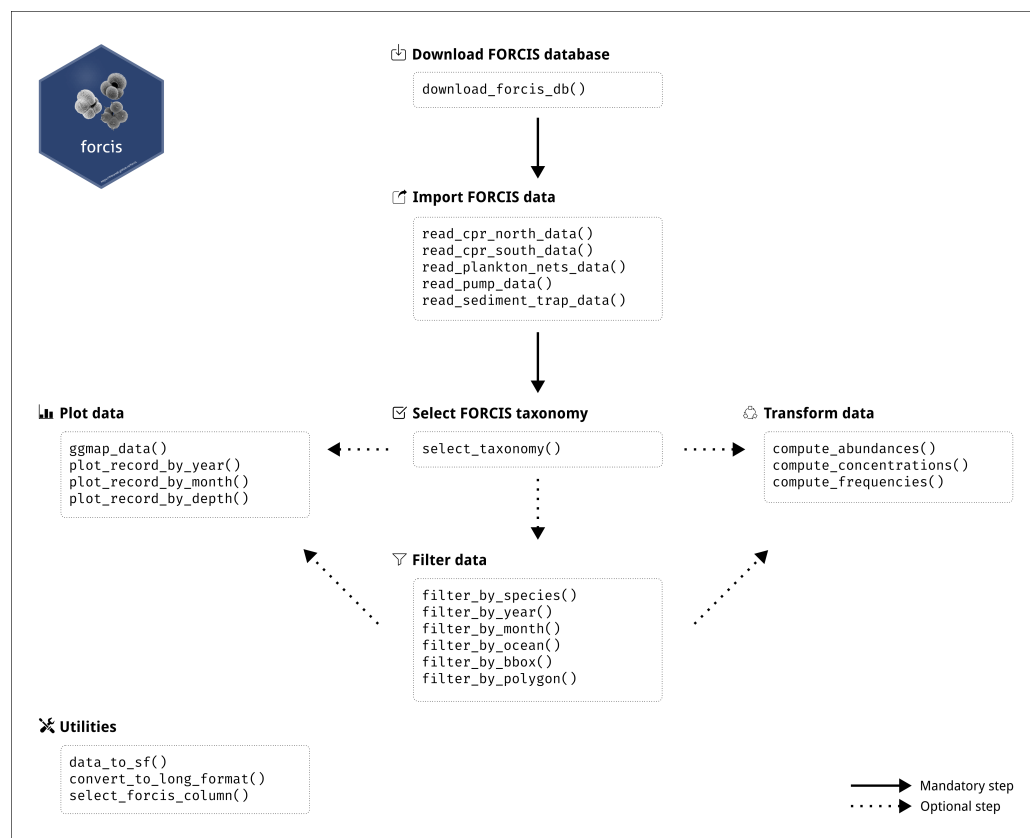 Download FORCIS database
download_forcis_db()
forcis
Import FORCIS data
read_cpr_north_data()
read_cpr_south_data()
read_plankton_nets_data()
read_pump_data()
read_sediment_trap_data()
Plot data
ggmap_data()
plot_record_by_year()
plot_record_by_month()
plot_record_by_depth()
Select FORCIS taxonomy
select_taxonomy()
Transform data
compute_abundances()
compute_concentrations()
compute_frequencies()
Filter data
filter_by_species()
filter_by_year()
filter_by_month()
filter_by_ocean()
filter_by_bbox()
filter_by_polygon()
Utilities
data_to_sf()
convert_to_long_format()
select_forcis_column()
Mandatory step
Optional step